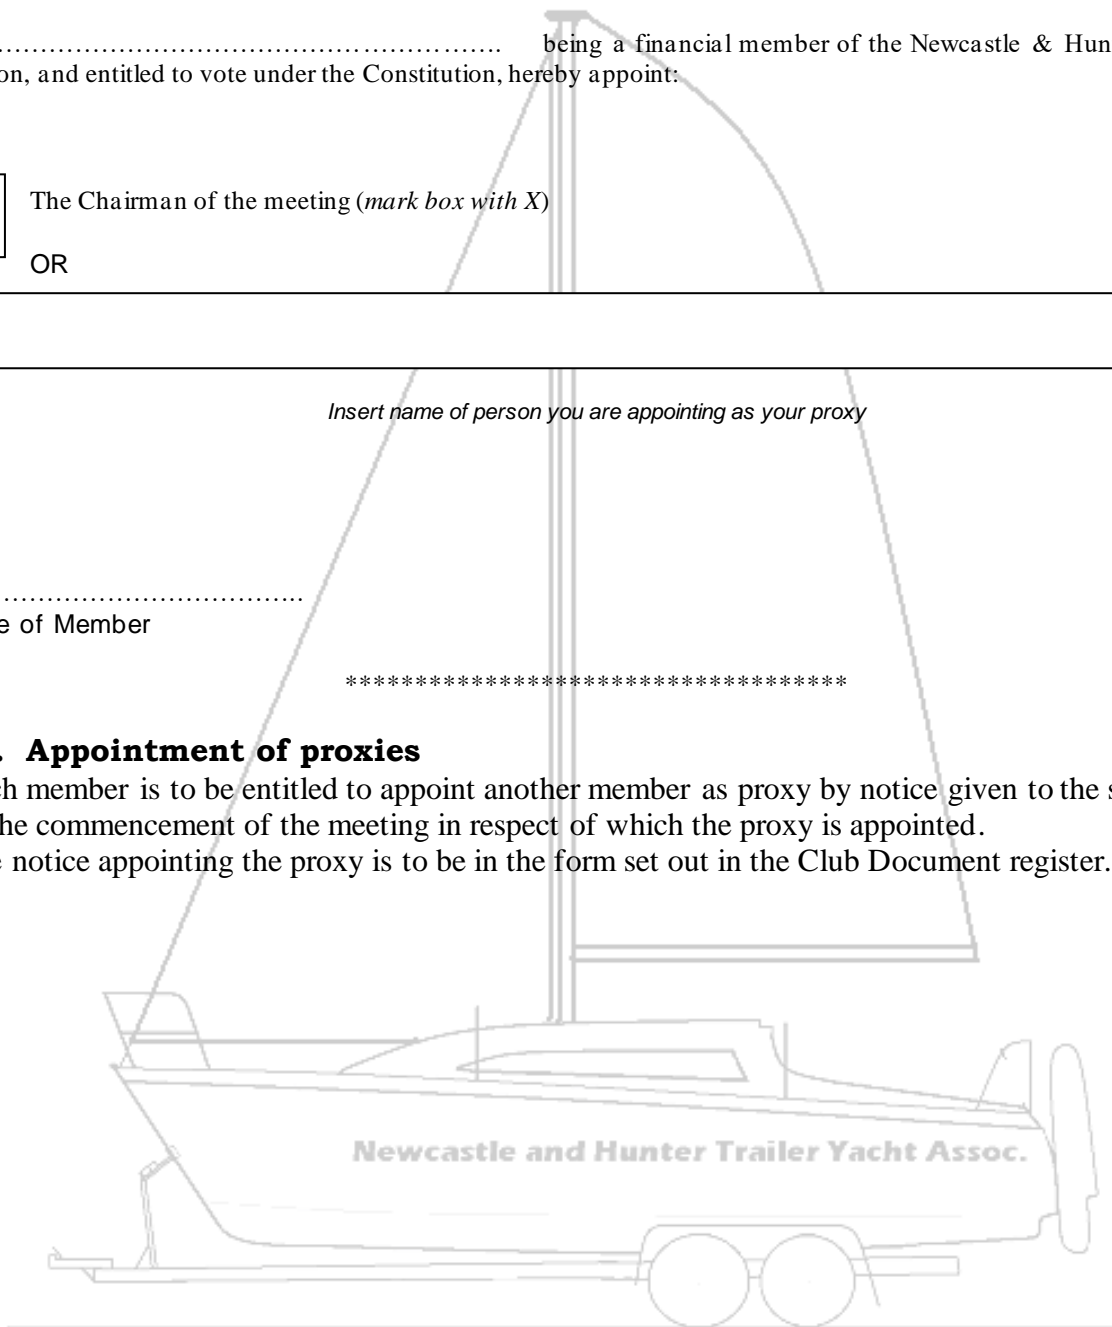 …………………………………………………. being a financial member of the Newcastle & Hun
on, and entitled to vote under the Constitution, hereby appoint:
The Chairman of the meeting (mark box with X)
OR
Insert name of person you are appointing as your proxy
……………………………..
e of Member
************************************
. Appointment of proxies
ch member is to be entitled to appoint another member as proxy by notice given to the s
he commencement of the meeting in respect of which the proxy is appointed.
e notice appointing the proxy is to be in the form set out in the Club Document register.
Newcastle and Hunter Trailer Yacht Assoc.